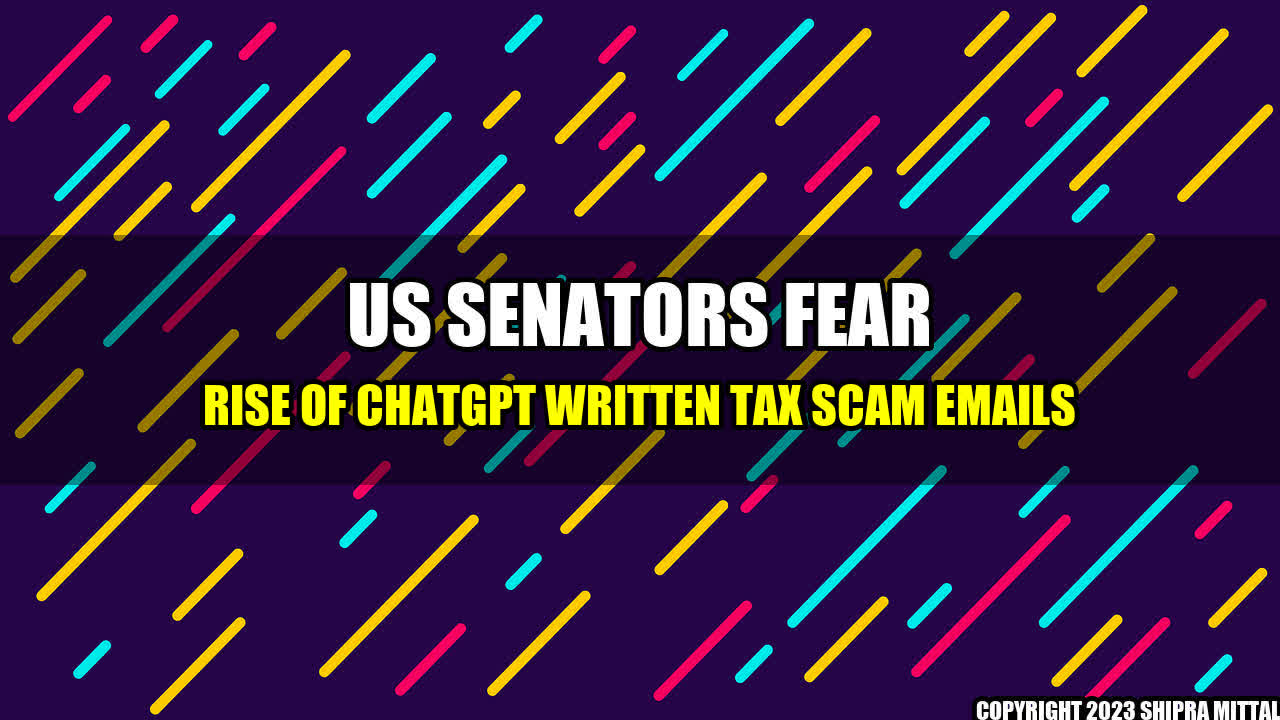 US SENATORS FEAR
RISE OF CHATGPT WRITTEN TAX SCAM EMAILS
COPYRIGHT 2023 SHIPRA MITTAL